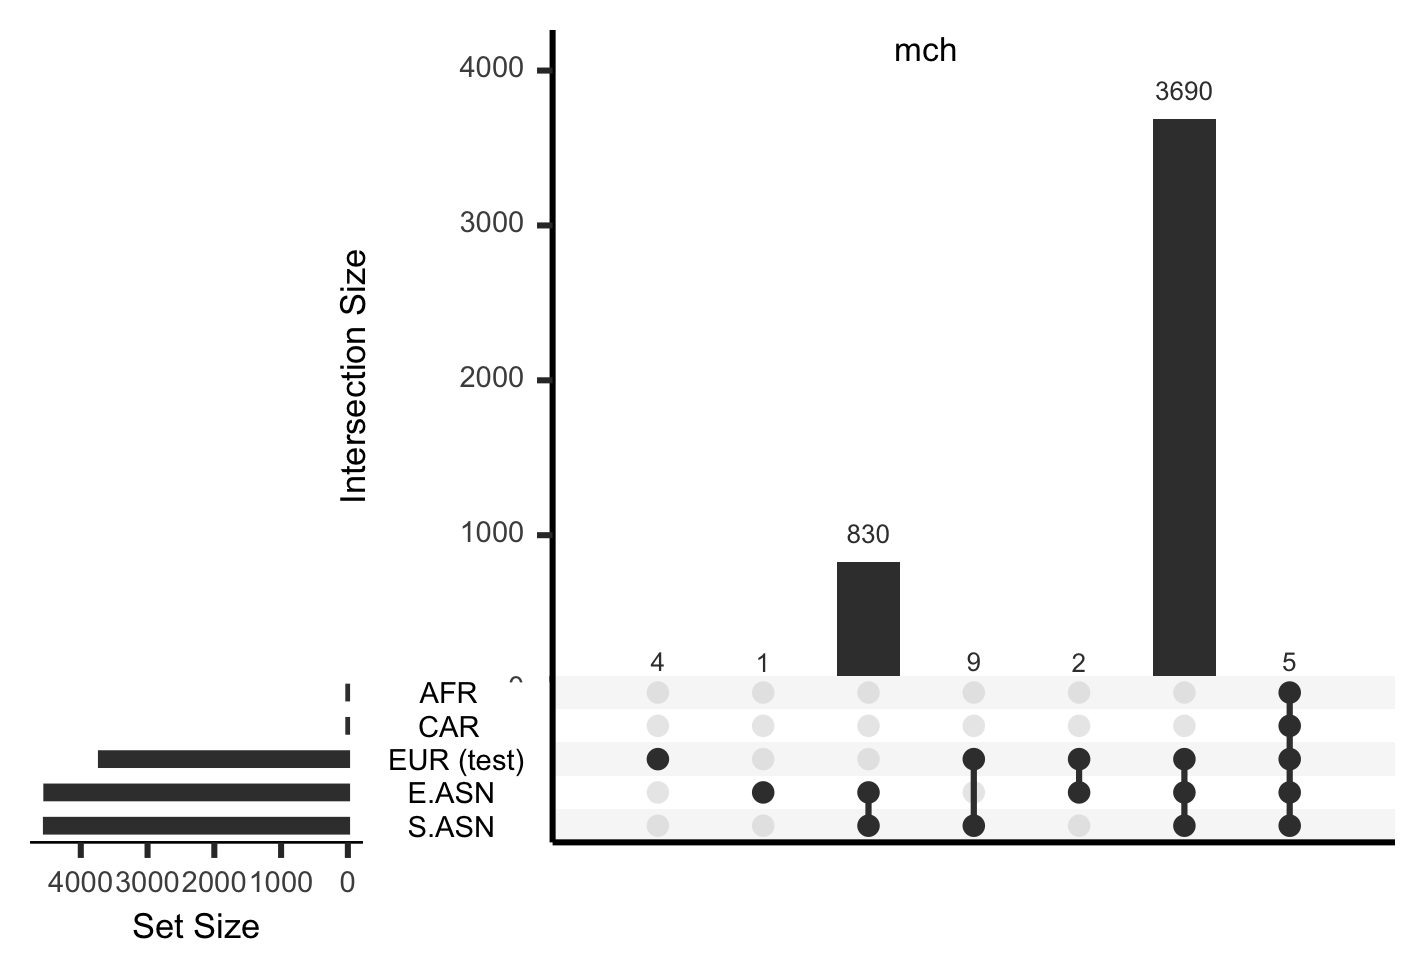 mch
Intersection Size
4000
3000
2000
1000
3690
830
4 1 9 2 5
AFR
CAR
EUR (test)
E.ASN
S.ASN
4000 3000 2000 1000 0
Set Size